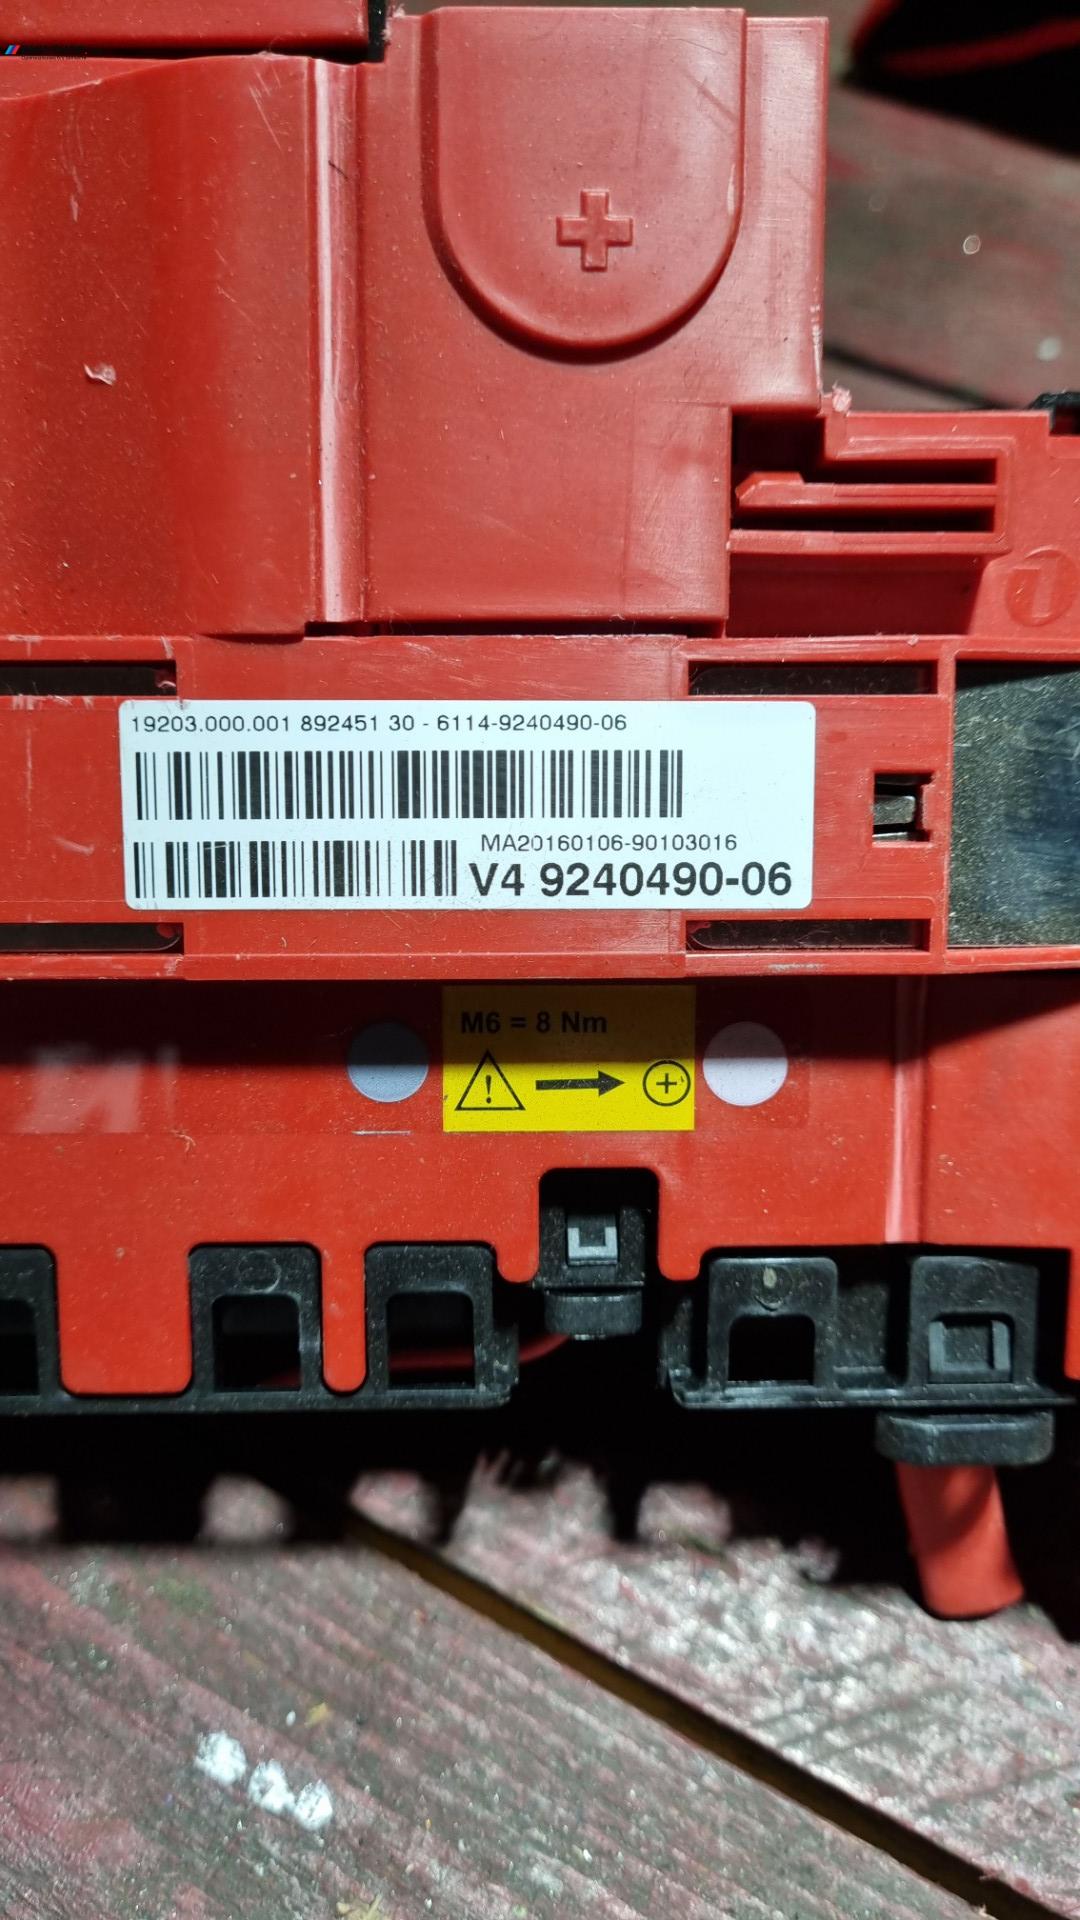 19203.000.001 892451 30 - 6114-9240490-06
MA20160106-90103016
V4 9240490-06
M6 = 8 Nm